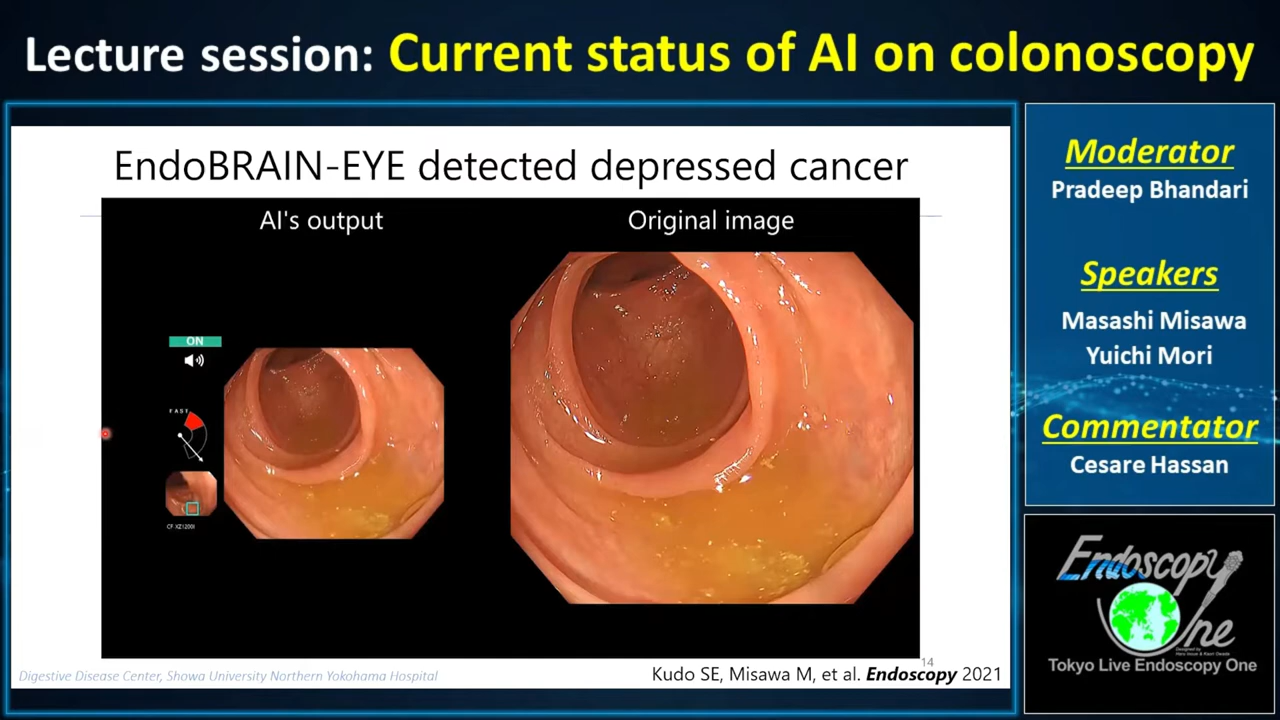 Lecture session: Current status of AI on colonoscopy
EndoBRAIN-EYE detected depressed cancer
AI's output
Original image
ON
FAST
Digestive Disease Center, Showa University Northern Yokohama Hospital
14
Kudo SE, Misawa M, et al. Endoscopy 2021
Moderator
Pradeep Bhandari
Speakers
Masashi Misawa
Yuichi Mori
Commentator
Cesare Hassan
Endoscopy
One
Tokyo Live Endoscopy One